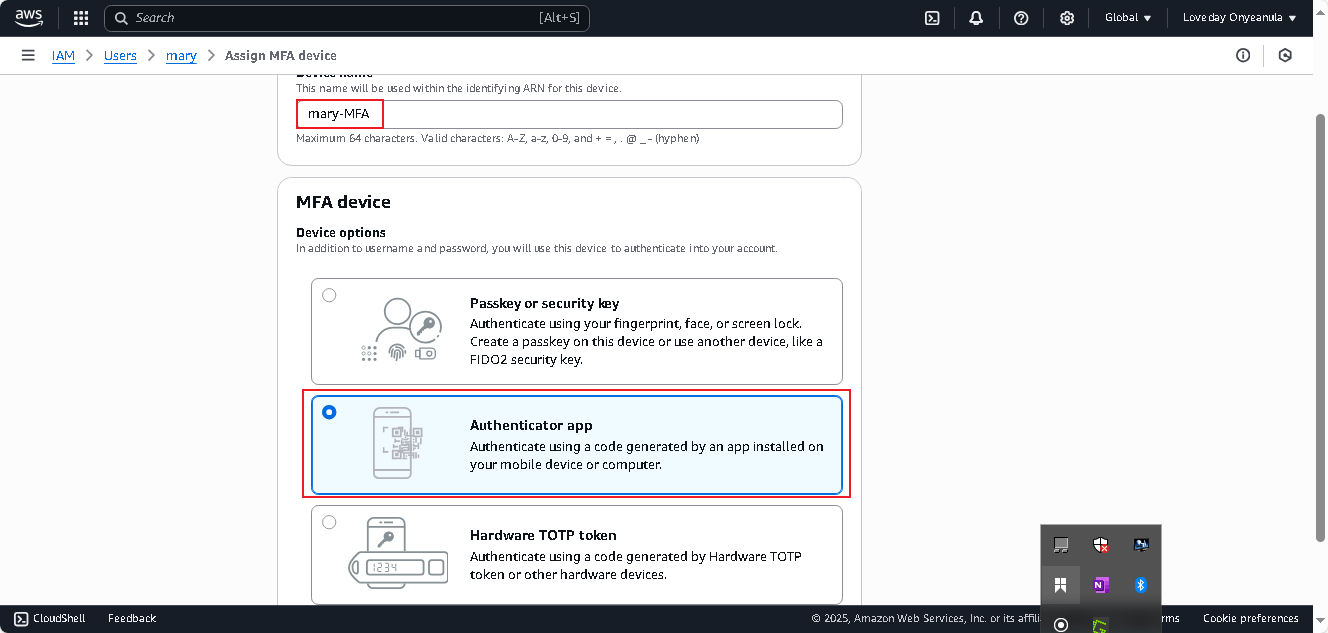 aws
Search [Alt+S] Global Loveday Onyeanula
IAM Users mary Assign MFA device
Device name
This name will be used within the identifying ARN for this device.
mary-MFA
Maximum 64 characters. Valid characters: A-Z, a-z, 0-9, and + = , . @ _ - (hyphen)
MFA device
Device options
In addition to username and password, you will use this device to authenticate into your account.
Passkey or security key
Authenticate using your fingerprint, face, or screen lock.
Create a passkey on this device or use another device, like a
FIDO2 security key.
Authenticator app
Authenticate using a code generated by an app installed on
your mobile device or computer.
Hardware TOTP token
1234
Authenticate using a code generated by Hardware TOTP
token or other hardware devices.
N
CloudShell Feedback © 2025, Amazon Web Services, Inc. or its affili rms Cookie preferences